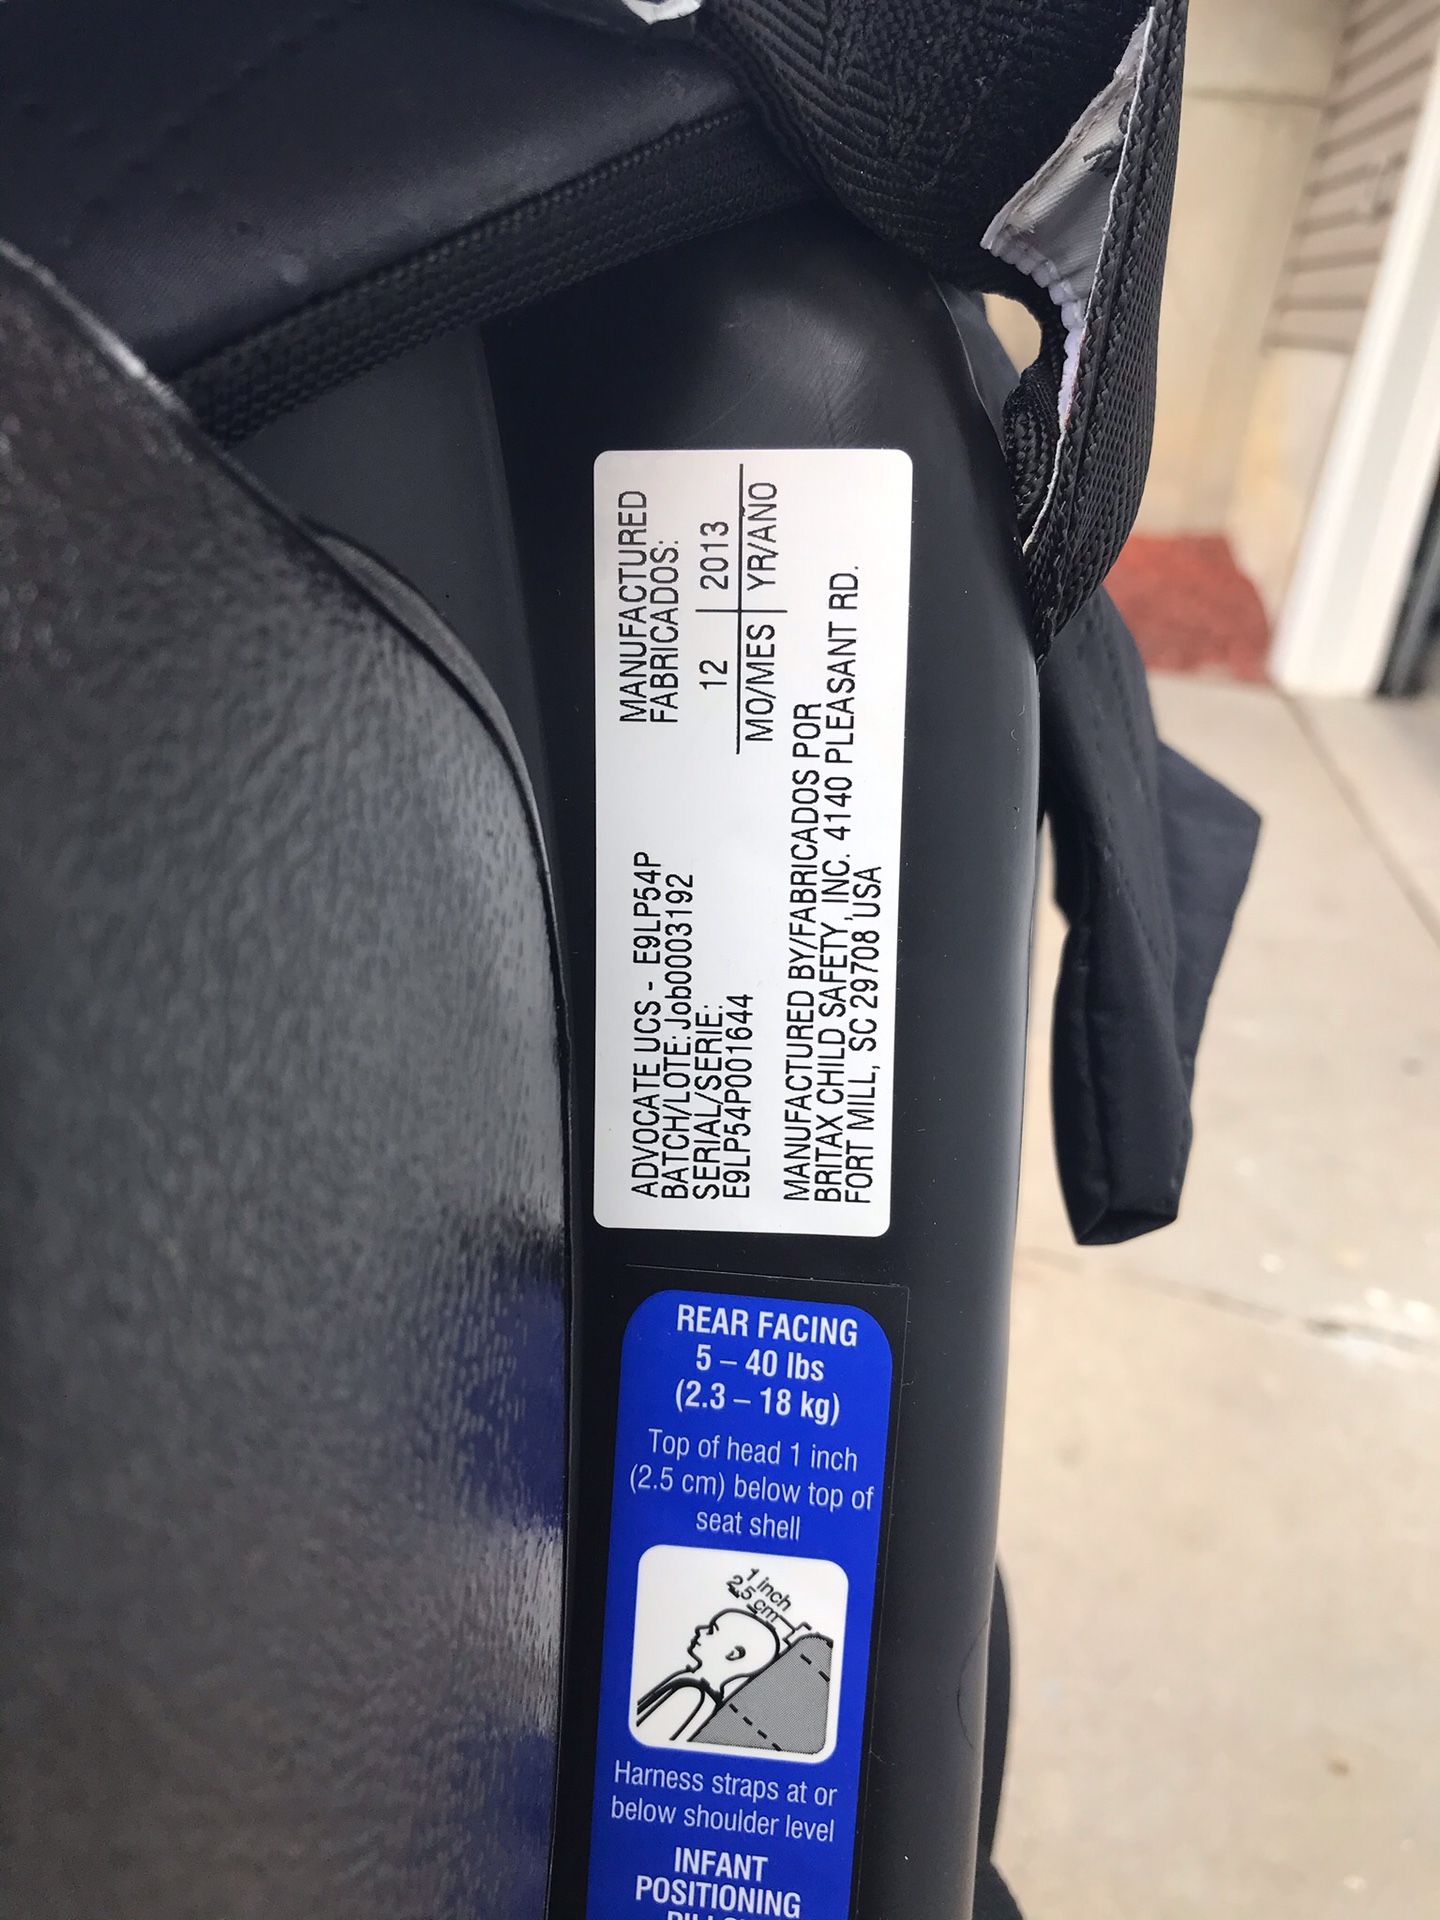 ADVOCATE UCS - E9LP54P
BATCH/LOTE: Job0003192
SERIAL/SERIE:
E9LP54P001644
MANUFACTURED
FABRICADOS:
12 2013
MO/MES YR/AÑO
MANUFACTURED BY/FABRICADOS POR
BRITAX CHILD SAFETY, INC. 4140 PLEASANT RD.
FORT MILL, SC 29708 USA
REAR FACING
5 – 40 lbs
(2.3 – 18 kg)
Top of head 1 inch
(2.5 cm) below top of
seat shell
1 inch
2.5 cm
Harness straps at or
below shoulder level
INFANT
POSITIONING